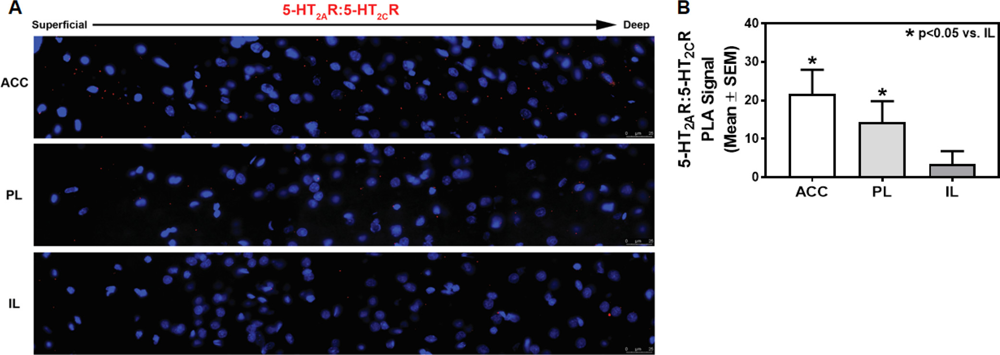 A
5-HT2AR:5-HT2CR
Superficial
Deep
ACC
0 µm 25
PL
0 µm 25
IL
0 µm 25
B
5-HT2AR:5-HT2CR
PLA Signal
(Mean ± SEM)
40
30
20
10
0
* p<0.05 vs. IL
*
*
ACC
PL
IL